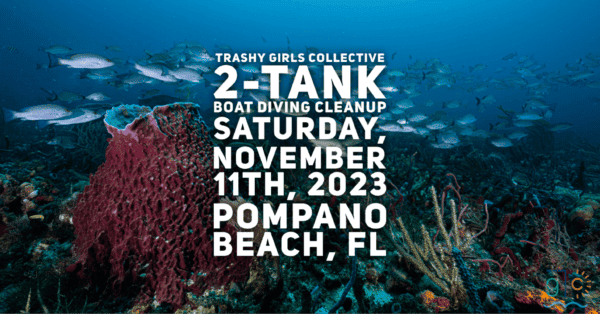 TRASHY GIRLS COLLECTIVE
2-TANK
BOAT DIVING CLEANUP
SATURDAY,
NOVEMBER
11TH, 2023
POMPANO
BEACH, FL